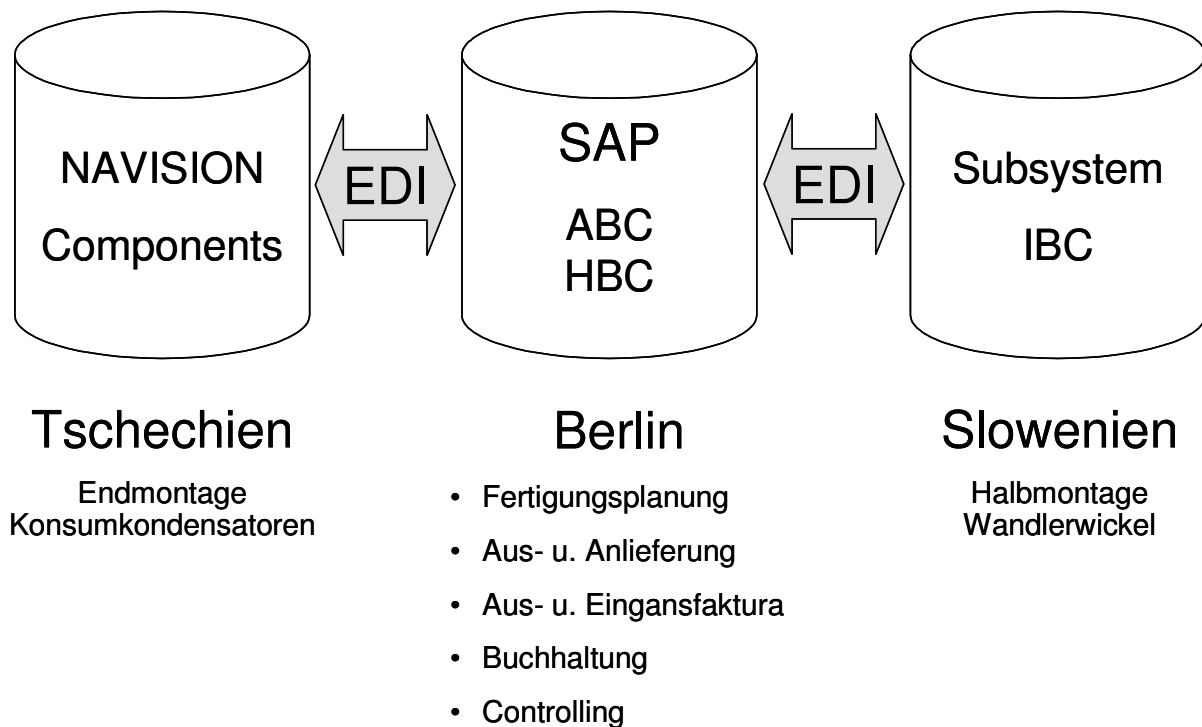 NAVISION
Components
EDI
SAP
ABC
HBC
EDI
Subsystem
IBC
Tschechien
Endmontage
Konsumkondensatoren
Berlin
• Fertigungsplanung
• Aus- u. Anlieferung
• Aus- u. Eingansfaktura
• Buchhaltung
• Controlling
Slowenien
Halbmontage
Wandlerwickel